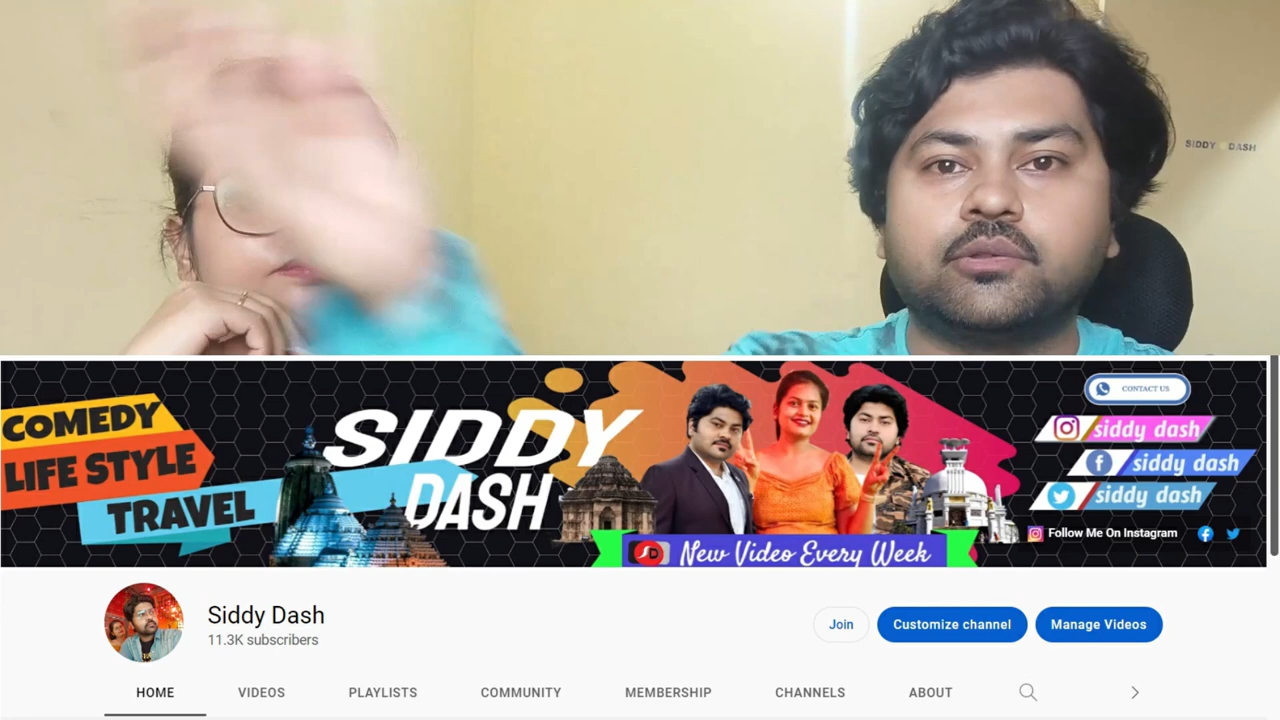 SIDDY DASH
COMEDY
LIFE STYLE
TRAVEL
SIDDY
DASH
SD New Video Every Week
CONTACT US
siddy dash
siddy dash
siddy dash
Follow Me On Instagram
Siddy Dash
11.3K subscribers
Join
Customize channel
Manage Videos
HOME
VIDEOS
PLAYLISTS
COMMUNITY
MEMBERSHIP
CHANNELS
ABOUT